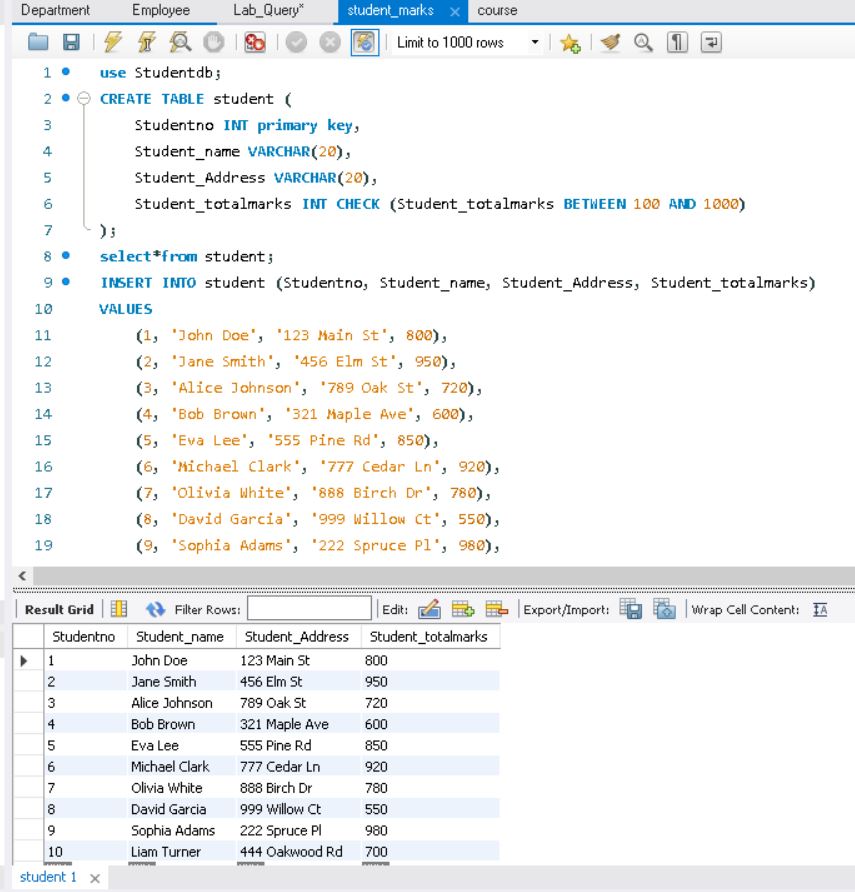 Department Employee Lab_Query* student_marks × course
Limit to 1000 rows
1 use Studentdb;
2 CREATE TABLE student (
3 Studentno INT primary key,
4 Student_name VARCHAR(20),
5 Student_Address VARCHAR(20),
6 Student_totalmarks INT CHECK (Student_totalmarks BETWEEN 100 AND 1000)
7 );
8 select*from student;
9 INSERT INTO student (Studentno, Student_name, Student_Address, Student_totalmarks)
10 VALUES
11 (1, 'John Doe', '123 Main St', 800),
12 (2, 'Jane Smith', '456 Elm St', 950),
13 (3, 'Alice Johnson', '789 Oak St', 720),
14 (4, 'Bob Brown', '321 Maple Ave', 600),
15 (5, 'Eva Lee', '555 Pine Rd', 850),
16 (6, 'Michael Clark', '777 Cedar Ln', 920),
17 (7, 'Olivia White', '888 Birch Dr', 780),
18 (8, 'David Garcia', '999 Willow Ct', 550),
19 (9, 'Sophia Adams', '222 Spruce Pl', 980),
Result Grid Filter Rows: Edit: Export/Import: Wrap Cell Content:
Studentno Student_name Student_Address Student_totalmarks
1 John Doe 123 Main St 800
2 Jane Smith 456 Elm St 950
3 Alice Johnson 789 Oak St 720
4 Bob Brown 321 Maple Ave 600
5 Eva Lee 555 Pine Rd 850
6 Michael Clark 777 Cedar Ln 920
7 Olivia White 888 Birch Dr 780
8 David Garcia 999 Willow Ct 550
9 Sophia Adams 222 Spruce Pl 980
10 Liam Turner 444 Oakwood Rd 700
student 1 ×